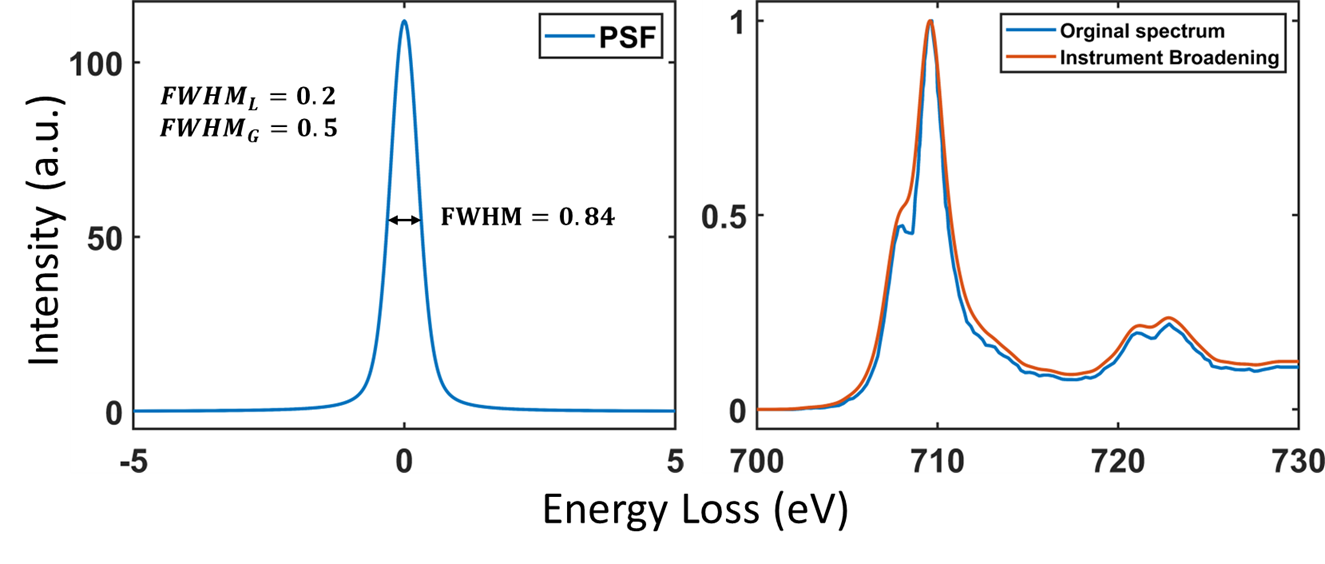 PSF
FWHM_L = 0.2
FWHM_G = 0.5
FWHM = 0.84
100
50
0
-5 0 5
Intensity (a.u.)
Orginal spectrum
Instrument Broadening
1
0.5
0
700 710 720 730
Energy Loss (eV)